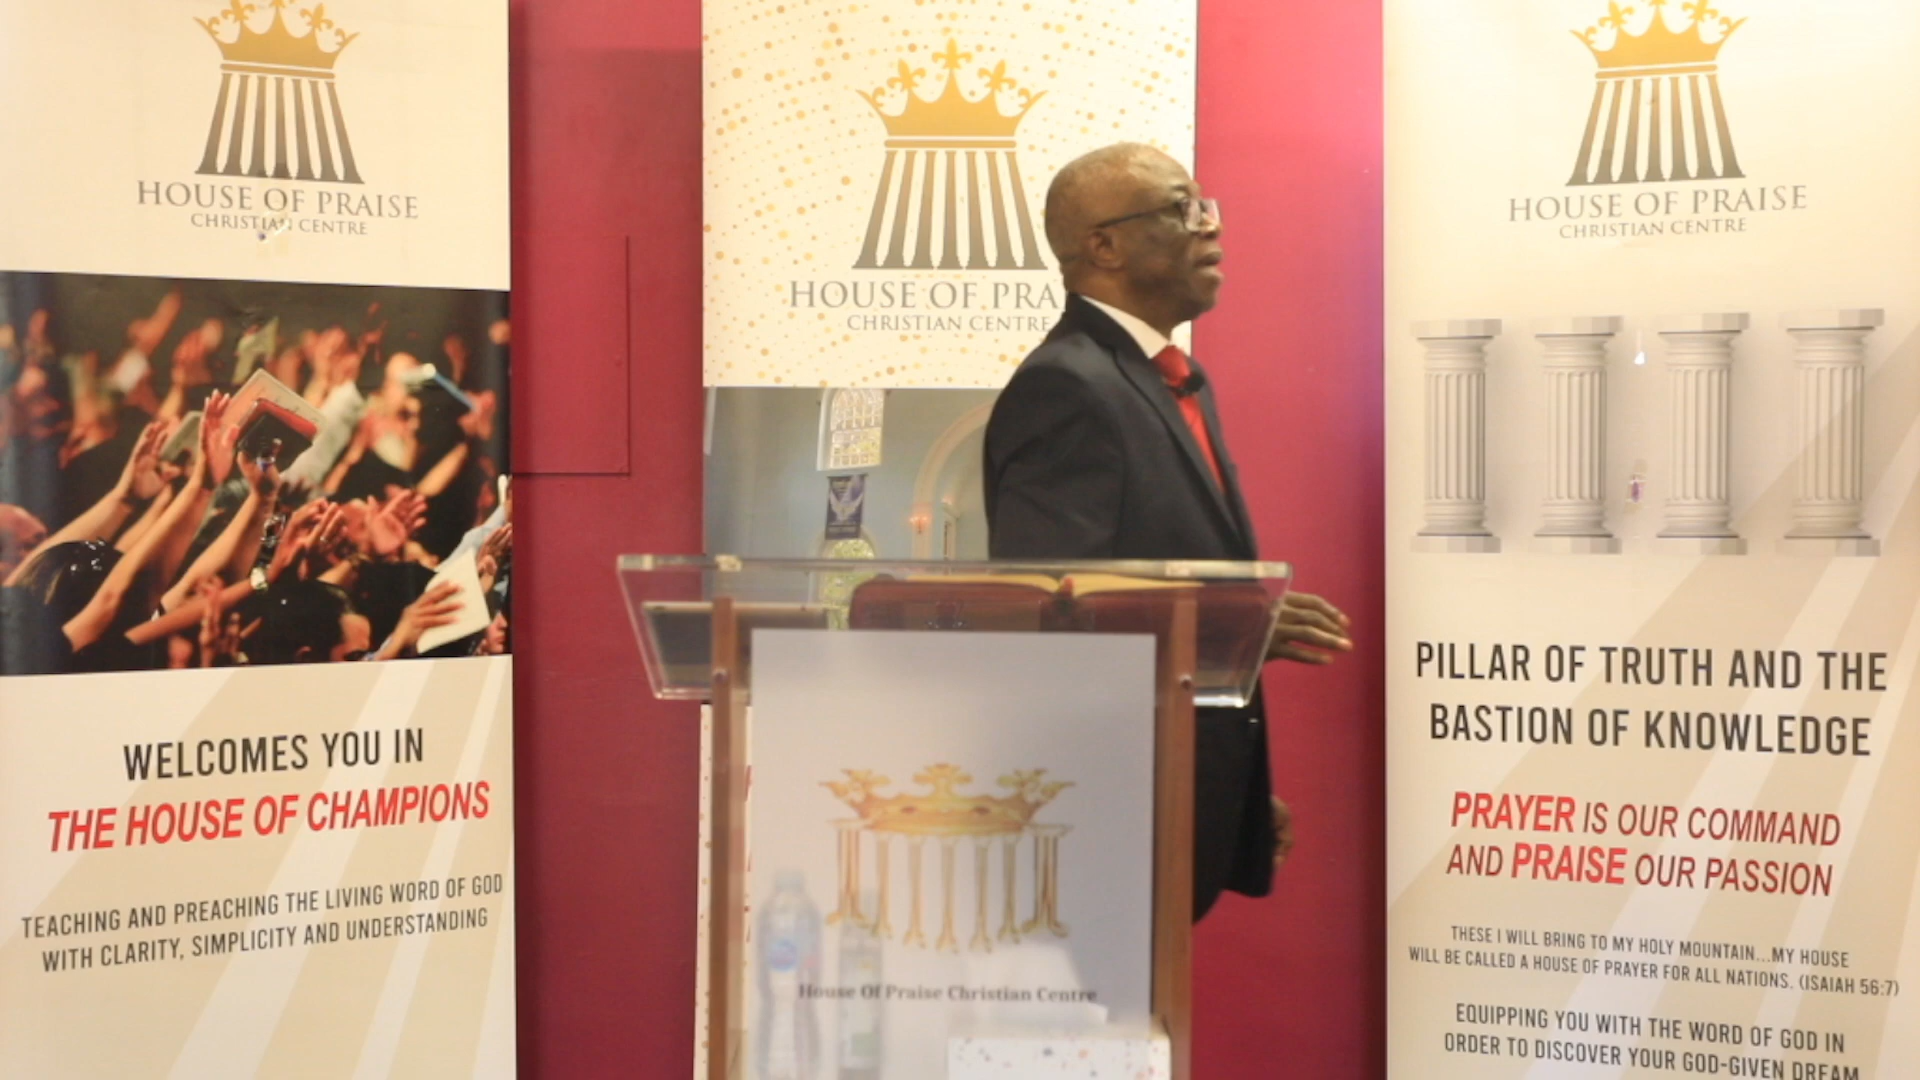 HOUSE OF PRAISE
CHRISTIAN CENTRE
WELCOMES YOU IN
THE HOUSE OF CHAMPIONS
TEACHING AND PREACHING THE LIVING WORD OF GOD
WITH CLARITY, SIMPLICITY AND UNDERSTANDING
HOUSE OF PRA
CHRISTIAN CENTRE
House Of Praise Christian Centre
HOUSE OF PRAISE
CHRISTIAN CENTRE
PILLAR OF TRUTH AND THE
BASTION OF KNOWLEDGE
PRAYER IS OUR COMMAND
AND PRAISE OUR PASSION
THESE I WILL BRING TO MY HOLY MOUNTAIN...MY HOUSE
WILL BE CALLED A HOUSE OF PRAYER FOR ALL NATIONS. (ISAIAH 56:7)
EQUIPPING YOU WITH THE WORD OF GOD IN
ORDER TO DISCOVER YOUR GOD-GIVEN DREAM